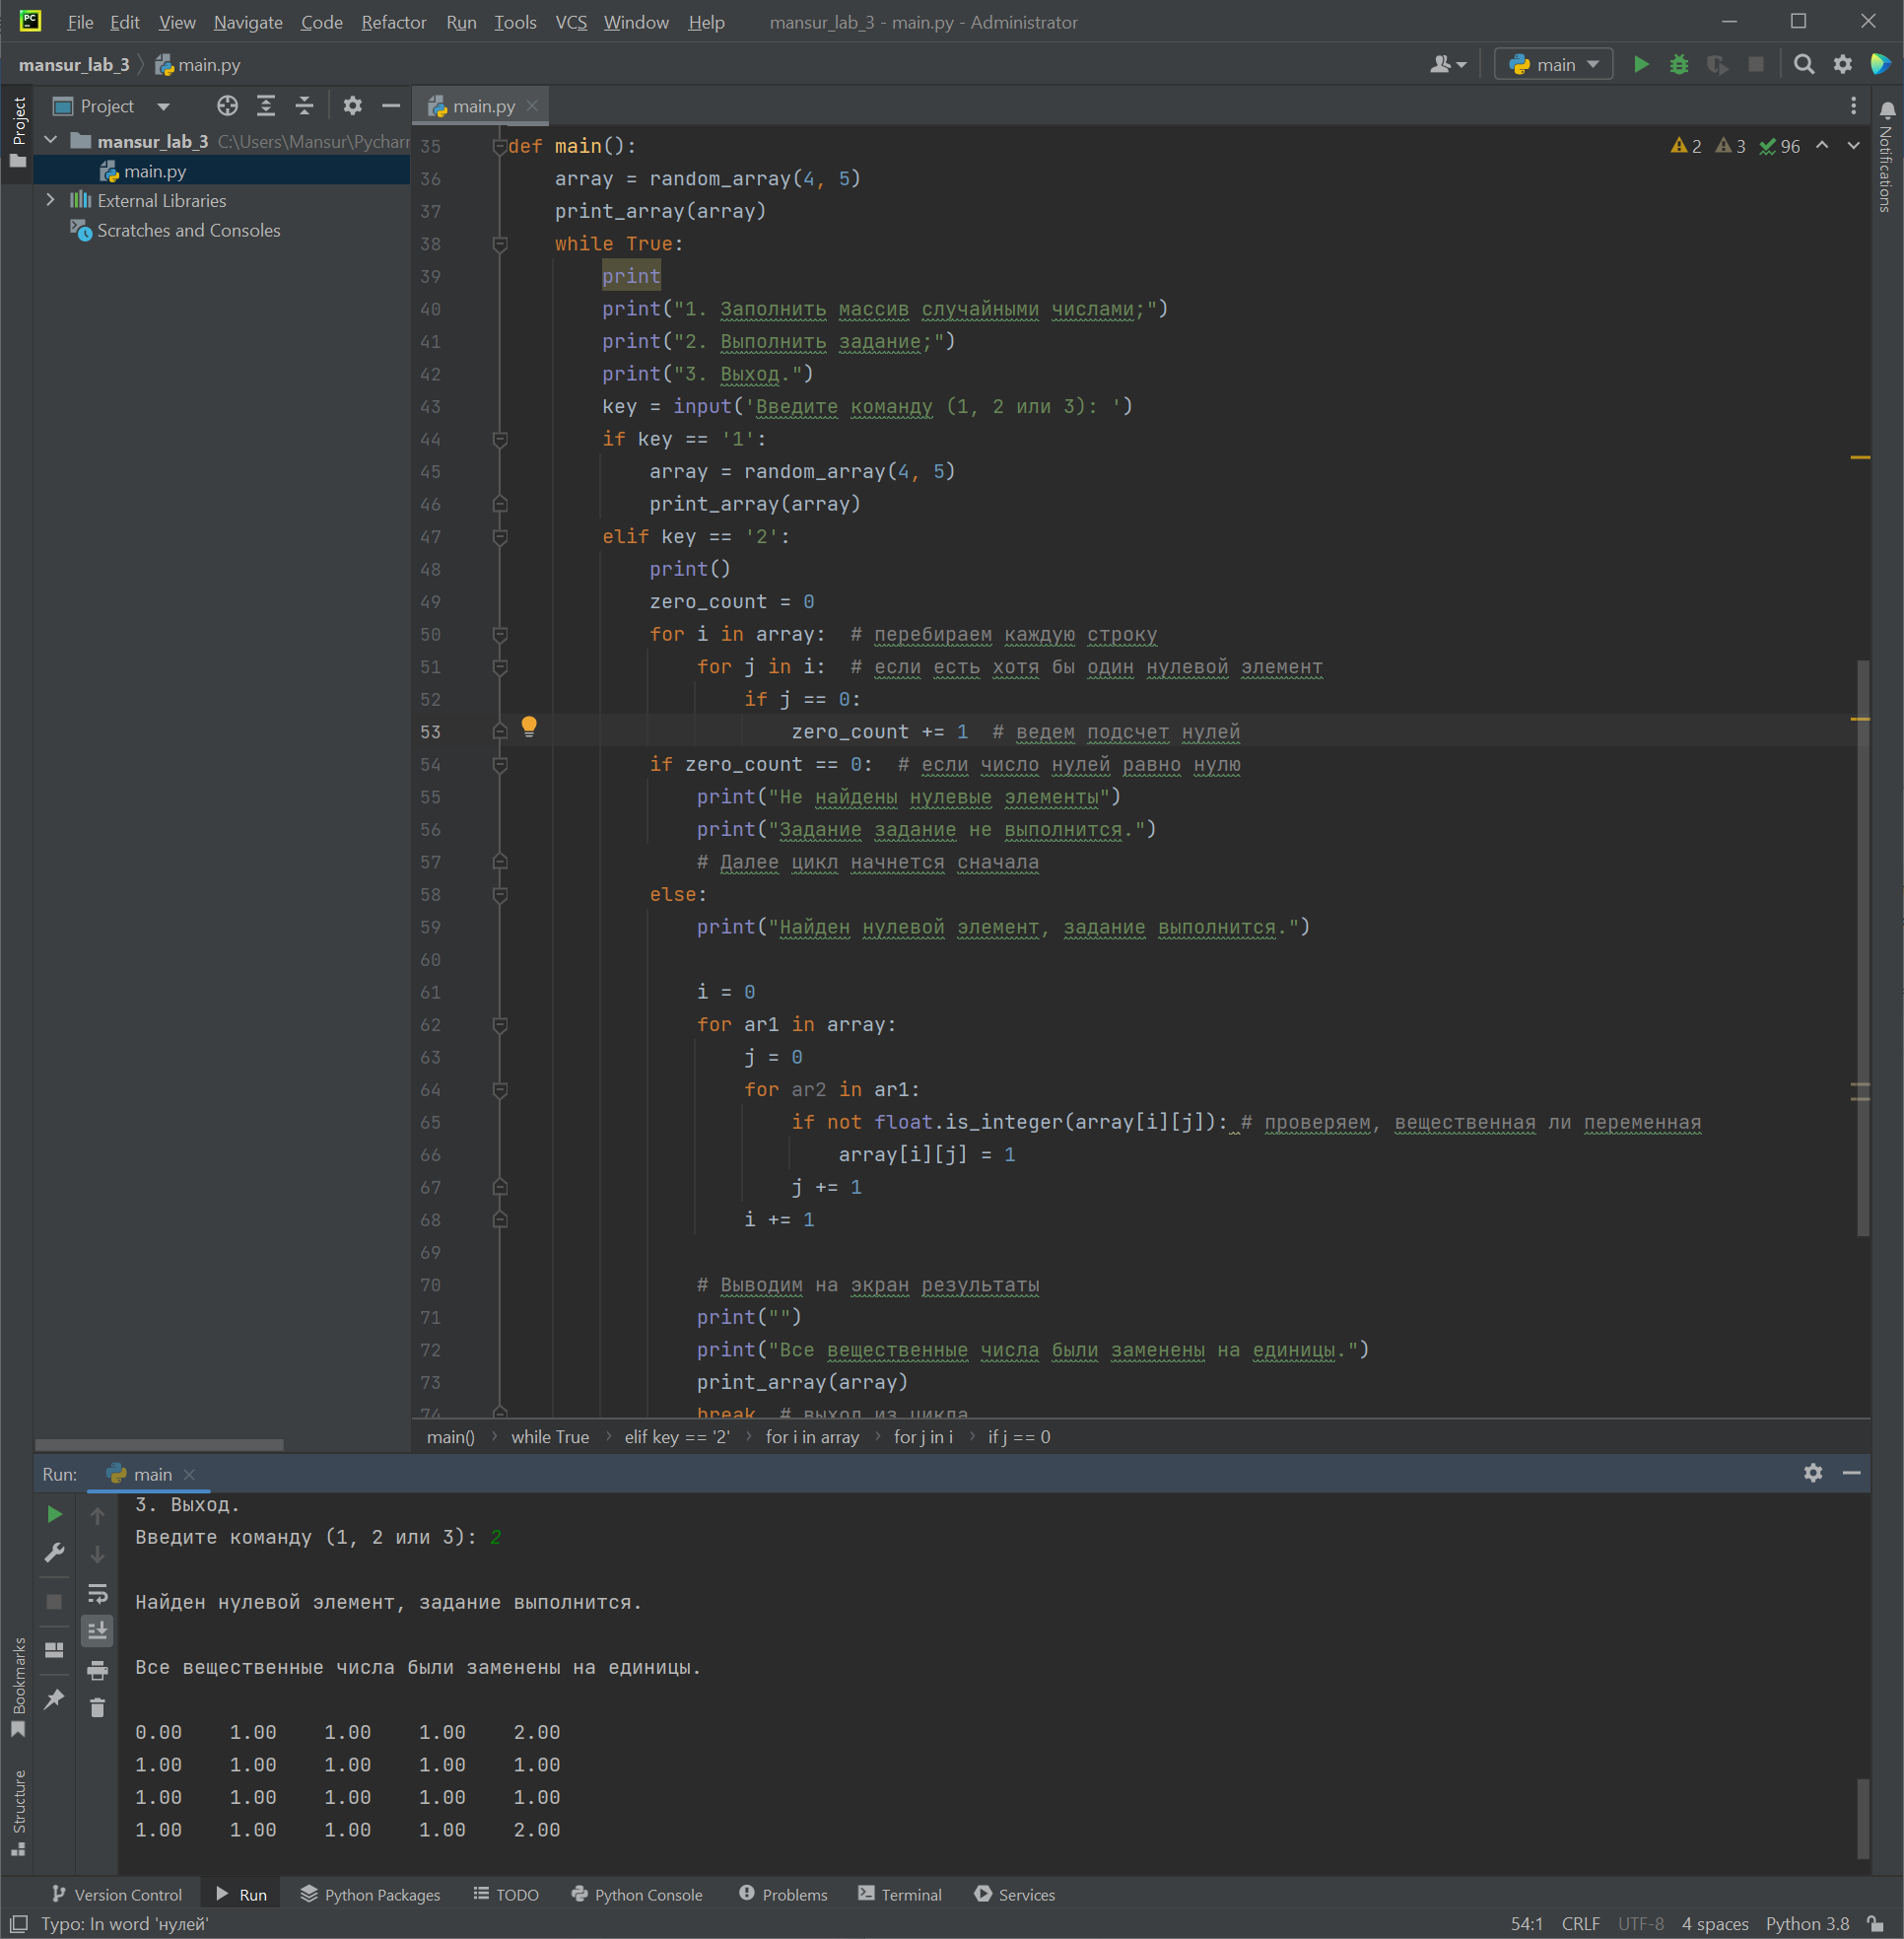 File Edit View Navigate Code Refactor Run Tools VCS Window Help mansur_lab_3 - main.py - Administrator
mansur_lab_3 main.py main
Project main.py
Project
mansur_lab_3 C:\Users\Mansur\Pycharm
main.py
External Libraries
Scratches and Consoles
Notifications
2 3 96
35 def main():
36 array = random_array(4, 5)
37 print_array(array)
38 while True:
39 print
40 print("1. Заполнить массив случайными числами;")
41 print("2. Выполнить задание;")
42 print("3. Выход.")
43 key = input('Введите команду (1, 2 или 3): ')
44 if key == '1':
45 array = random_array(4, 5)
46 print_array(array)
47 elif key == '2':
48 print()
49 zero_count = 0
50 for i in array:  # перебираем каждую строку
51 for j in i:  # если есть хотя бы один нулевой элемент
52 if j == 0:
53 zero_count += 1  # ведем подсчет нулей
54 if zero_count == 0:  # если число нулей равно нулю
55 print("Не найдены нулевые элементы")
56 print("Задание задание не выполнится.")
57 # Далее цикл начнется сначала
58 else:
59 print("Найден нулевой элемент, задание выполнится.")
60
61 i = 0
62 for ar1 in array:
63 j = 0
64 for ar2 in ar1:
65 if not float.is_integer(array[i][j]): # проверяем, вещественная ли переменная
66 array[i][j] = 1
67 j += 1
68 i += 1
69
70 # Выводим на экран результаты
71 print("")
72 print("Все вещественные числа были заменены на единицы.")
73 print_array(array)
74 break  # выход из цикла
main() while True elif key == '2' for i in array for j in i if j == 0
Run: main
3. Выход.
Введите команду (1, 2 или 3): 2
Найден нулевой элемент, задание выполнится.
Все вещественные числа были заменены на единицы.
0.00 1.00 1.00 1.00 2.00
1.00 1.00 1.00 1.00 1.00
1.00 1.00 1.00 1.00 1.00
1.00 1.00 1.00 1.00 2.00
Bookmarks
Structure
Version Control Run Python Packages TODO Python Console Problems Terminal Services
Typo: In word 'нулей' 54:1 CRLF UTF-8 4 spaces Python 3.8